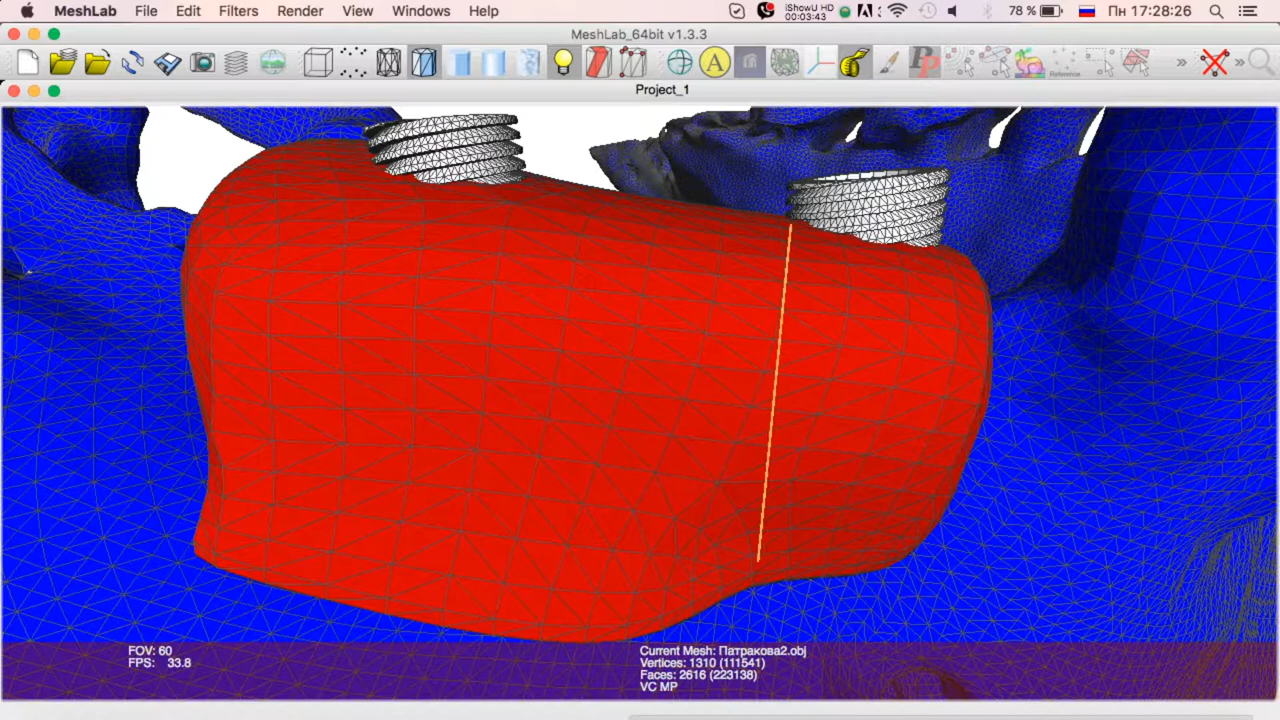 MeshLab File Edit Filters Render View Windows Help
iShowU HD
00:03:43
78 % Пн 17:28:26
MeshLab_64bit v1.3.3
A
Reference
Project_1
FOV: 60
FPS: 33.8
Current Mesh: Патракова2.obj
Vertices: 1310 (111541)
Faces: 2616 (223138)
VC MP